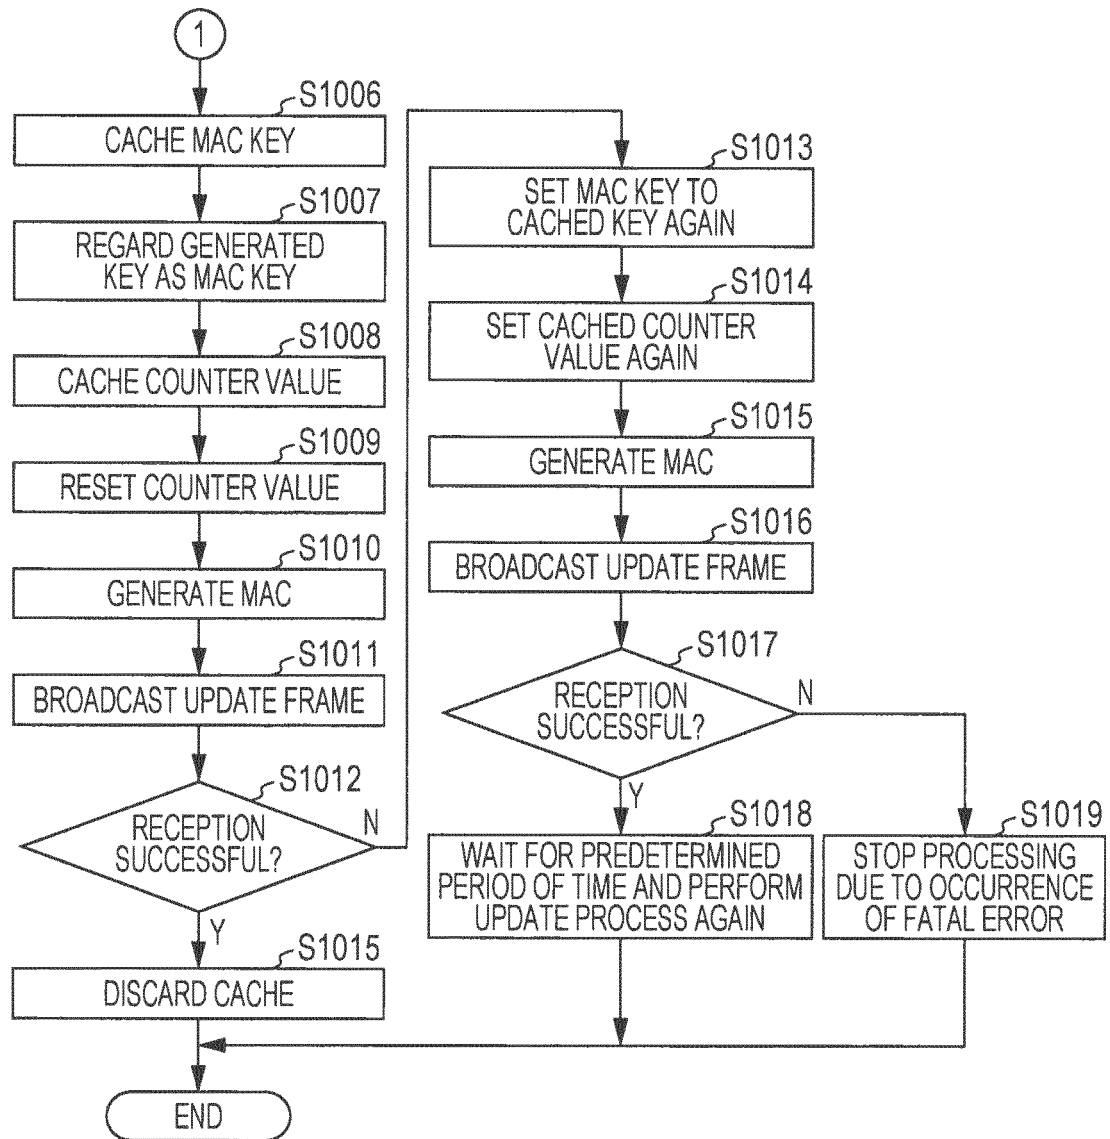 1
S1006
CACHE MAC KEY
S1007
REGARD GENERATED
KEY AS MAC KEY
S1008
CACHE COUNTER VALUE
S1009
RESET COUNTER VALUE
S1010
GENERATE MAC
S1011
BROADCAST UPDATE FRAME
S1012
RECEPTION
SUCCESSFUL?
N
Y
S1015
DISCARD CACHE
S1013
SET MAC KEY TO
CACHED KEY AGAIN
S1014
SET CACHED COUNTER
VALUE AGAIN
S1015
GENERATE MAC
S1016
BROADCAST UPDATE FRAME
S1017
RECEPTION
SUCCESSFUL?
N
Y
S1018
WAIT FOR PREDETERMINED
PERIOD OF TIME AND PERFORM
UPDATE PROCESS AGAIN
S1019
STOP PROCESSING
DUE TO OCCURRENCE
OF FATAL ERROR
END